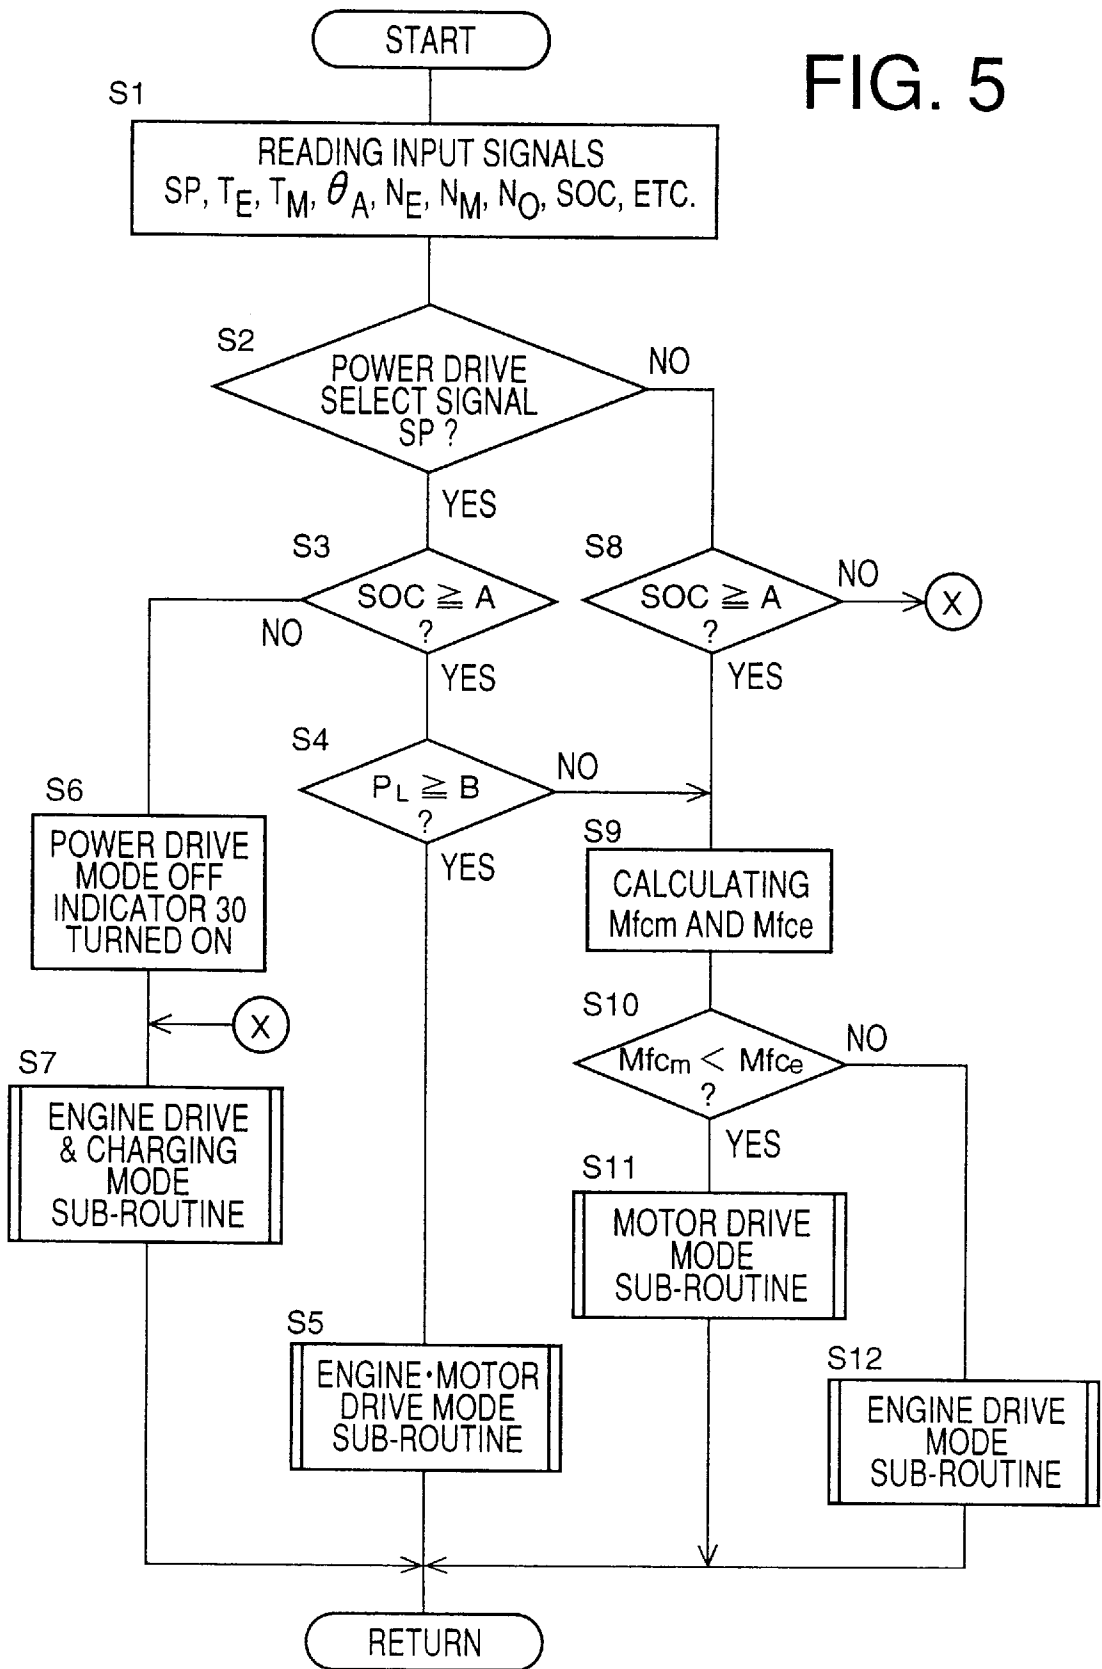 START
FIG. 5
S1
READING INPUT SIGNALS
SP, T_E, T_M, θ_A, N_E, N_M, N_O, SOC, ETC.
S2
POWER DRIVE
SELECT SIGNAL
SP ?
NO
YES
S3
SOC ≧ A
?
NO
YES
S8
SOC ≧ A
?
NO
X
YES
S4
P_L ≧ B
?
NO
YES
S6
POWER DRIVE
MODE OFF
INDICATOR 30
TURNED ON
X
S9
CALCULATING
Mfcm AND Mfce
S10
Mfcm < Mfce
?
NO
YES
S7
ENGINE DRIVE
& CHARGING
MODE
SUB-ROUTINE
S11
MOTOR DRIVE
MODE
SUB-ROUTINE
S5
ENGINE·MOTOR
DRIVE MODE
SUB-ROUTINE
S12
ENGINE DRIVE
MODE
SUB-ROUTINE
RETURN